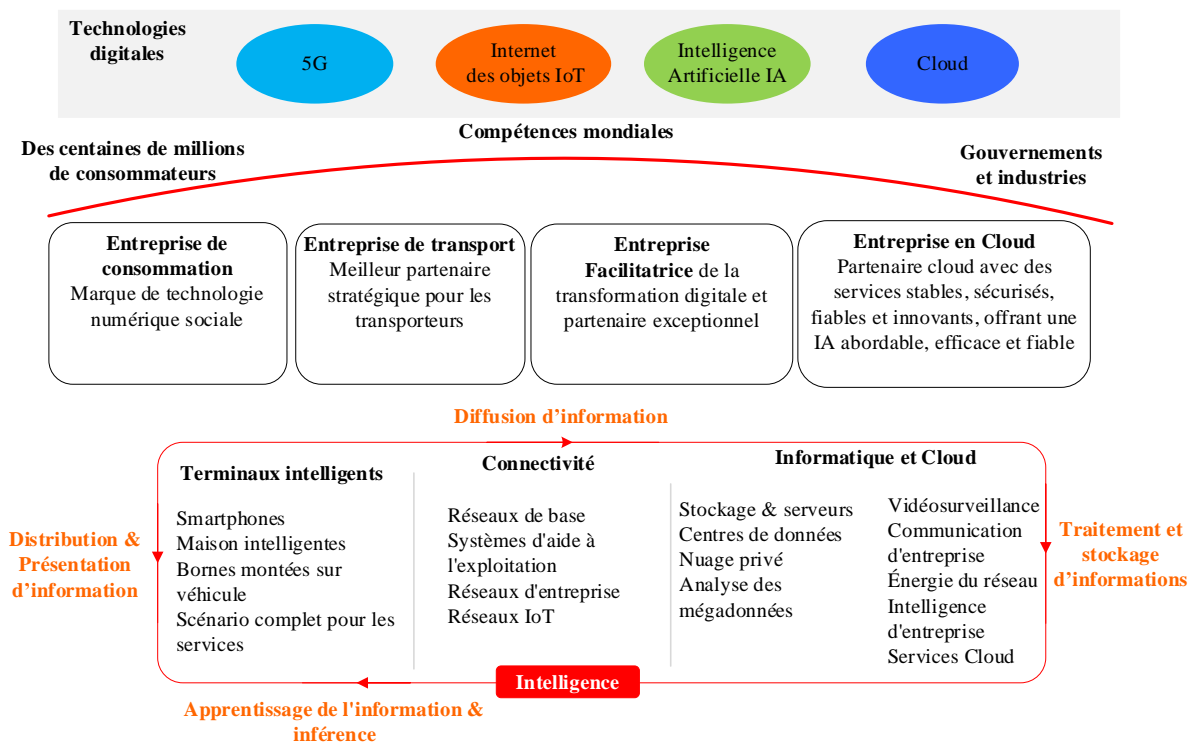 Technologies
digitales
5G
Internet
des objets IoT
Intelligence
Artificielle IA
Cloud
Compétences mondiales
Des centaines de millions
de consommateurs
Gouvernements
et industries
Entreprise de
consommation
Marque de technologie
numérique sociale
Entreprise de transport
Meilleur partenaire
stratégique pour les
transporteurs
Entreprise
Facilitatrice de la
transformation digitale et
partenaire exceptionnel
Entreprise en Cloud
Partenaire cloud avec des
services stables, sécurisés,
fiables et innovants, offrant une
IA abordable, efficace et fiable
Diffusion d’information
Distribution &
Présentation
d’information
Terminaux intelligents
Smartphones
Maison intelligentes
Bornes montées sur
véhicule
Scénario complet pour les
services
Connectivité
Réseaux de base
Systèmes d'aide à
l'exploitation
Réseaux d'entreprise
Réseaux IoT
Informatique et Cloud
Stockage & serveurs
Centres de données
Nuage privé
Analyse des
mégadonnées
Vidéosurveillance
Communication
d'entreprise
Énergie du réseau
Intelligence
d'entreprise
Services Cloud
Traitement et
stockage
d’informations
Intelligence
Apprentissage de l'information &
inférence